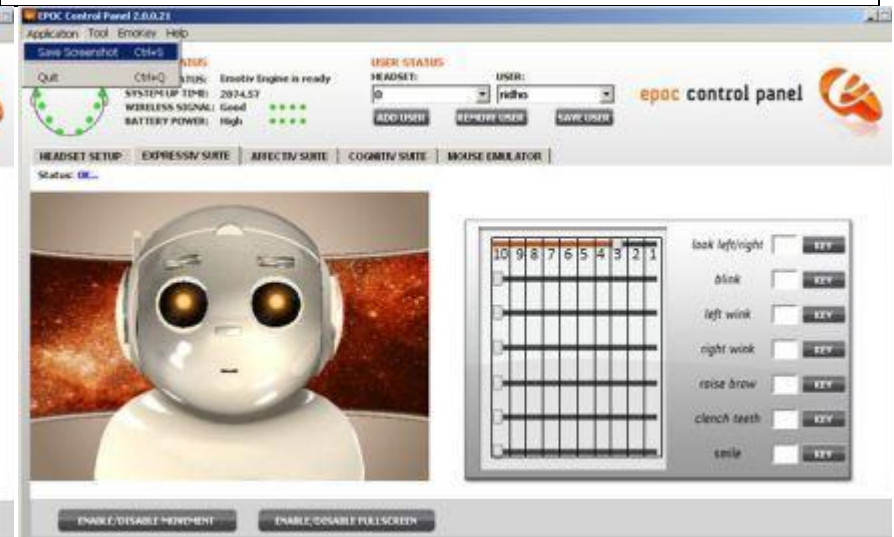 EPOC Control Panel 2.0.0.21
Application Tool EmoKey Help
Save Screenshot Ctrl+S
Quit Ctrl+Q
Emotiv Engine is ready
SYSTEM UP TIME: 2874.57
WIRELESS SIGNAL: Good
BATTERY POWER: High
USER STATUS
HEADSET: USER:
0 ridho
ADD USER REMOVE USER SAVE USER
epoc control panel
HEADSET SETUP EXPRESSIV SUITE AFFECTIV SUITE COGNITIV SUITE MOUSE EMULATOR
Status: OK...
10 9 8 7 6 5 4 3 2 1
look left/right KEY
blink KEY
left wink KEY
right wink KEY
raise brow KEY
clench teeth KEY
smile KEY
ENABLE/DISABLE MOVEMENT ENABLE/DISABLE FULLSCREEN